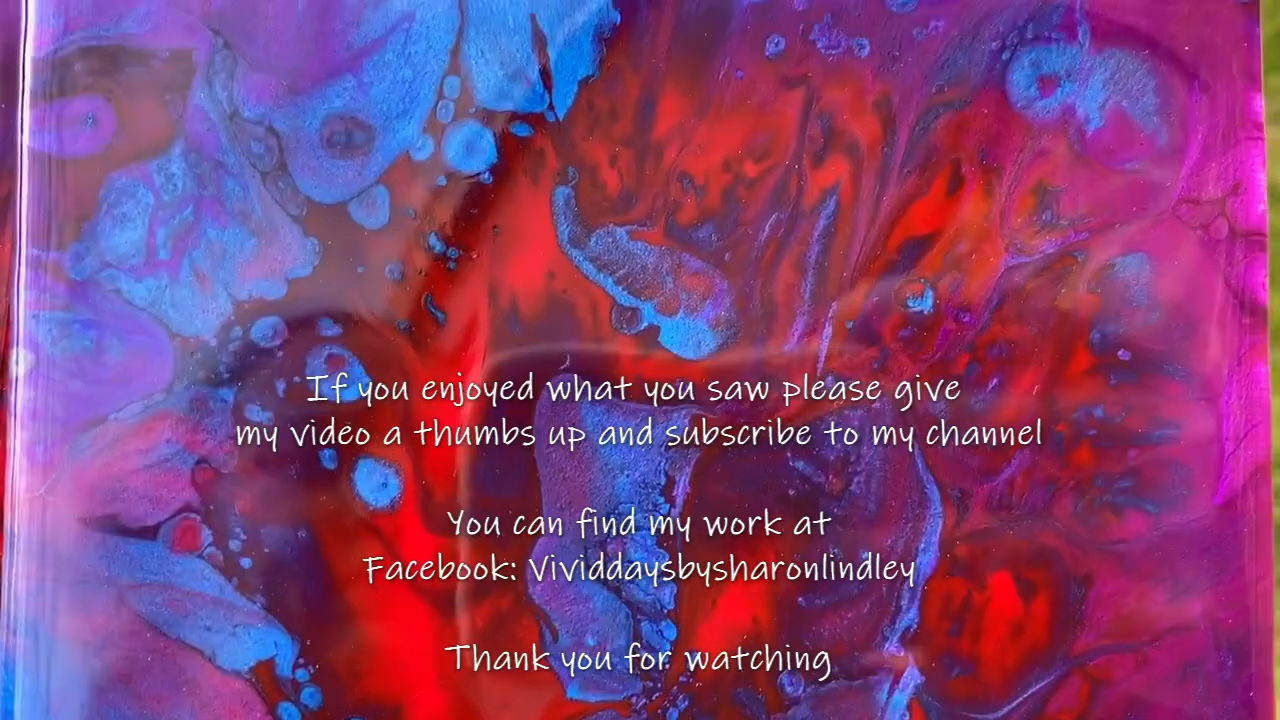 If you enjoyed what you saw please give
my video a thumbs up and subscribe to my channel
You can find my work at
Facebook: Vividdaysbysharonlindley
Thank you for watching